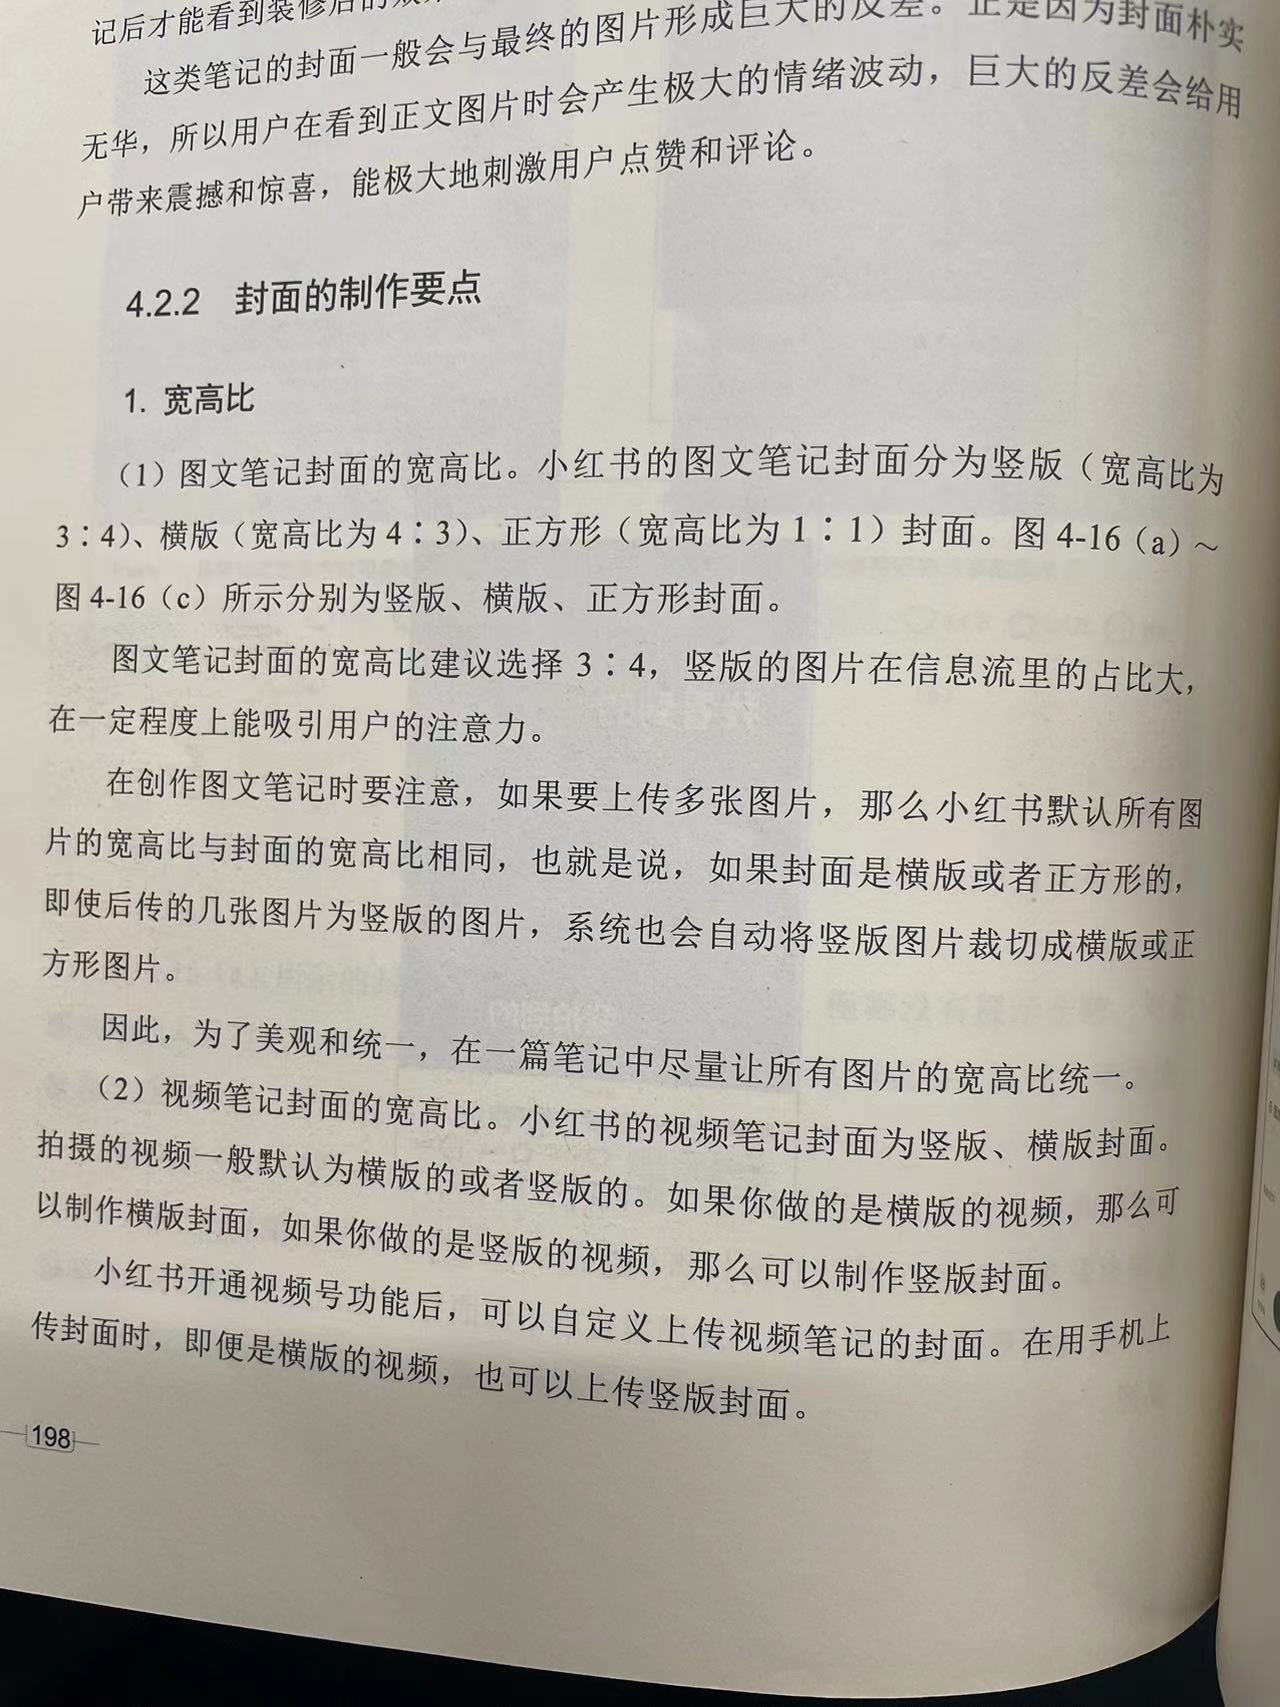 记后才能看到装修后的效果
这类笔记的封面一般会与最终的图片形成巨大的反差。正是因为封面朴实
无华，所以用户在看到正文图片时会产生极大的情绪波动，巨大的反差会给用
户带来震撼和惊喜，能极大地刺激用户点赞和评论。
4.2.2 封面的制作要点
1. 宽高比
（1）图文笔记封面的宽高比。小红书的图文笔记封面分为竖版（宽高比为
3∶4）、横版（宽高比为 4∶3）、正方形（宽高比为 1∶1）封面。图 4-16（a）～
图 4-16（c）所示分别为竖版、横版、正方形封面。
图文笔记封面的宽高比建议选择 3∶4，竖版的图片在信息流里的占比大，
在一定程度上能吸引用户的注意力。
在创作图文笔记时要注意，如果要上传多张图片，那么小红书默认所有图
片的宽高比与封面的宽高比相同，也就是说，如果封面是横版或者正方形的，
即使后传的几张图片为竖版的图片，系统也会自动将竖版图片裁切成横版或正
方形图片。
因此，为了美观和统一，在一篇笔记中尽量让所有图片的宽高比统一。
（2）视频笔记封面的宽高比。小红书的视频笔记封面为竖版、横版封面。
拍摄的视频一般默认为横版的或者竖版的。如果你做的是横版的视频，那么可
以制作横版封面，如果你做的是竖版的视频，那么可以制作竖版封面。
小红书开通视频号功能后，可以自定义上传视频笔记的封面。在用手机上
传封面时，即便是横版的视频，也可以上传竖版封面。
198